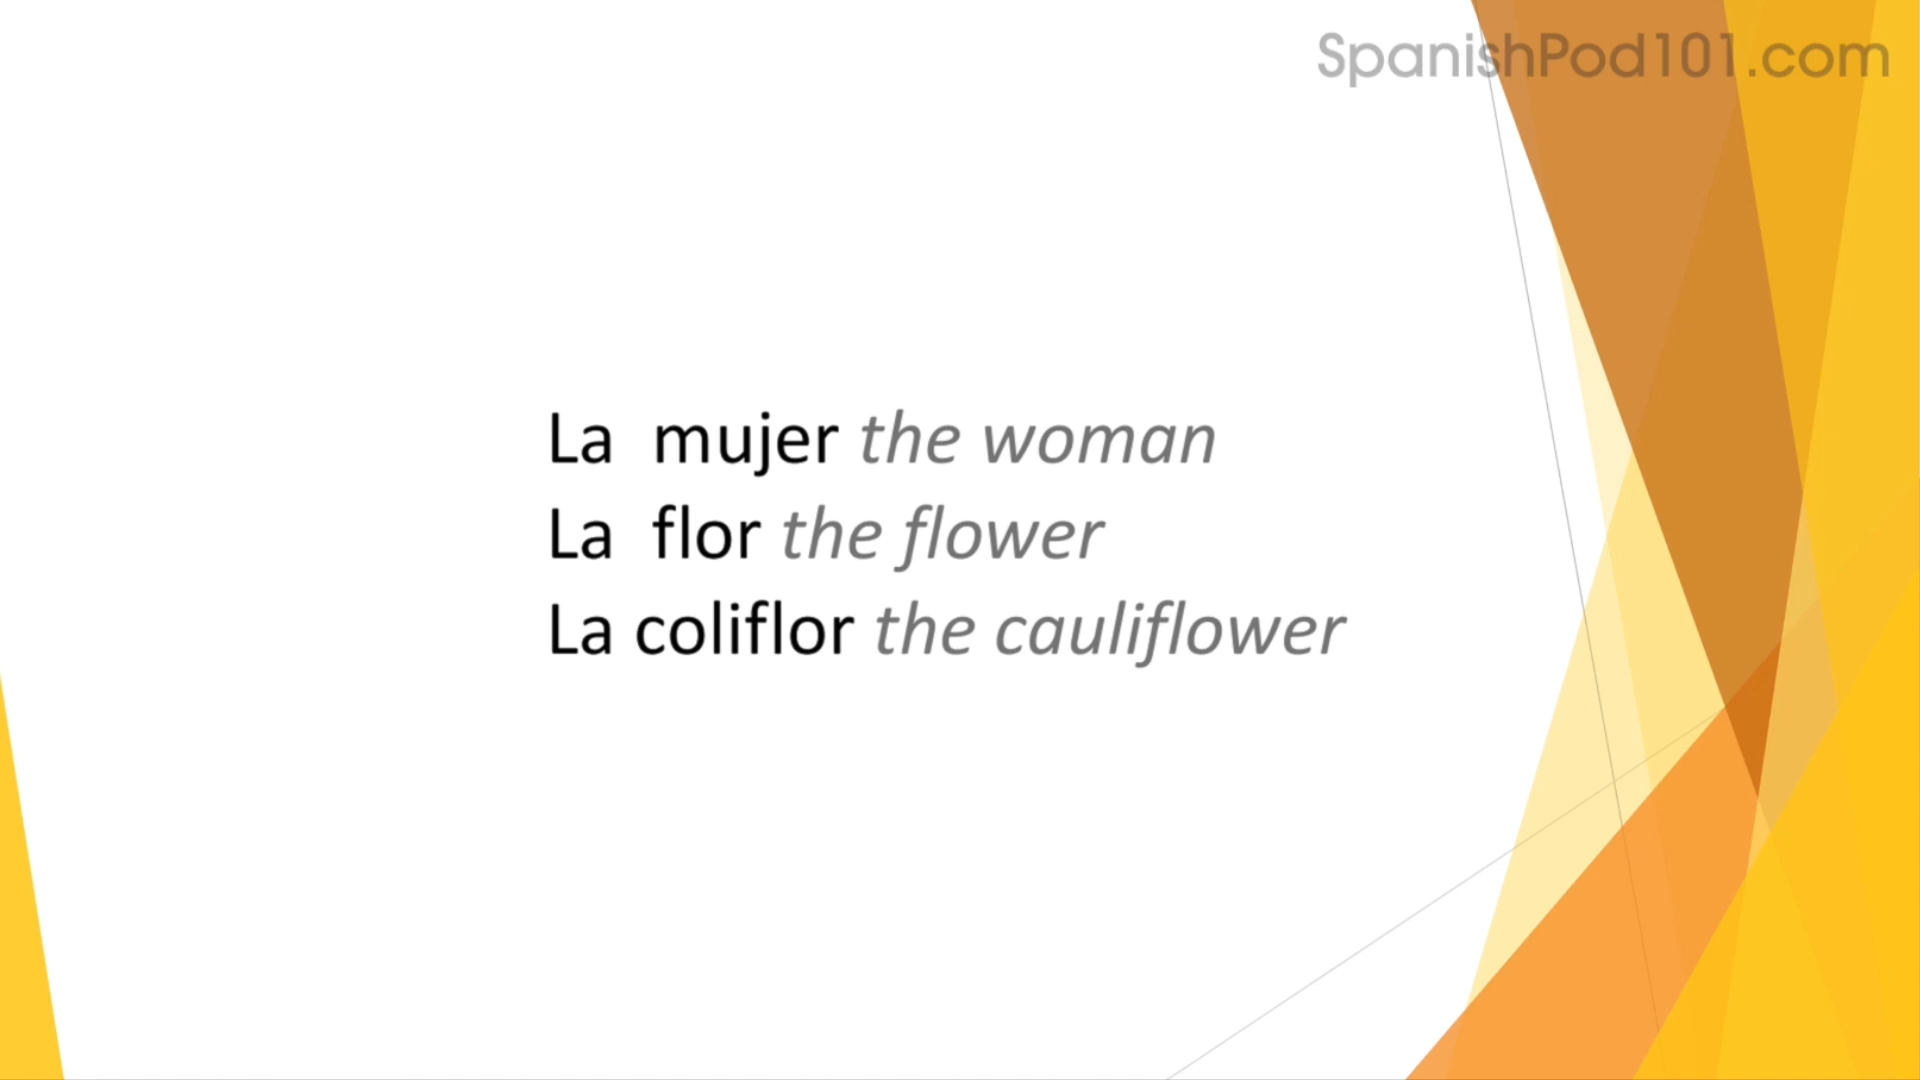 SpanishPod101.com
La mujer the woman
La flor the flower
La coliflor the cauliflower